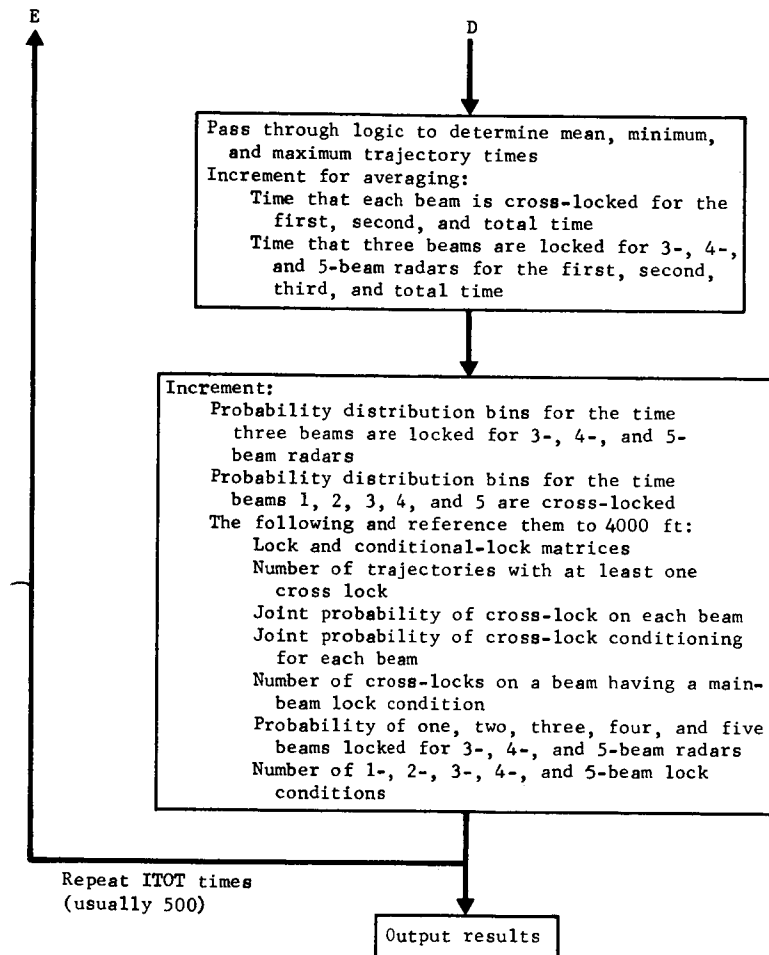 E
D
Pass through logic to determine mean, minimum,
and maximum trajectory times
Increment for averaging:
Time that each beam is cross-locked for the
first, second, and total time
Time that three beams are locked for 3-, 4-,
and 5-beam radars for the first, second,
third, and total time
Increment:
Probability distribution bins for the time
three beams are locked for 3-, 4-, and 5-
beam radars
Probability distribution bins for the time
beams 1, 2, 3, 4, and 5 are cross-locked
The following and reference them to 4000 ft:
Lock and conditional-lock matrices
Number of trajectories with at least one
cross lock
Joint probability of cross-lock on each beam
Joint probability of cross-lock conditioning
for each beam
Number of cross-locks on a beam having a main-
beam lock condition
Probability of one, two, three, four, and five
beams locked for 3-, 4-, and 5-beam radars
Number of 1-, 2-, 3-, 4-, and 5-beam lock
conditions
Repeat ITOT times
(usually 500)
Output results